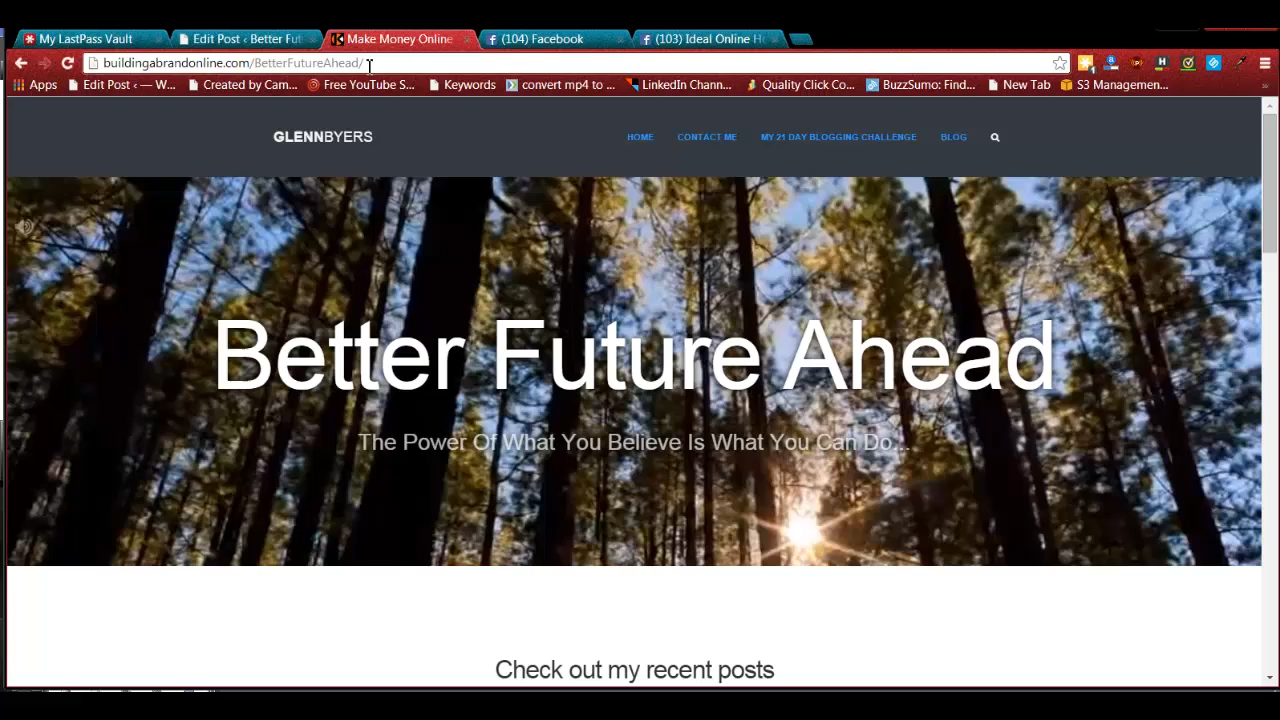 My LastPass Vault
Edit Post ‹ Better Fut
Make Money Online
(104) Facebook
(103) Ideal Online Ho
buildingabrandonline.com/BetterFutureAhead/
Apps
Edit Post ‹ — W...
Created by Cam...
Free YouTube S...
Keywords
convert mp4 to ...
LinkedIn Chann...
Quality Click Co...
BuzzSumo: Find...
New Tab
S3 Managemen...
GLENNBYERS
HOME
CONTACT ME
MY 21 DAY BLOGGING CHALLENGE
BLOG
Better Future Ahead
The Power Of What You Believe Is What You Can Do...
Check out my recent posts